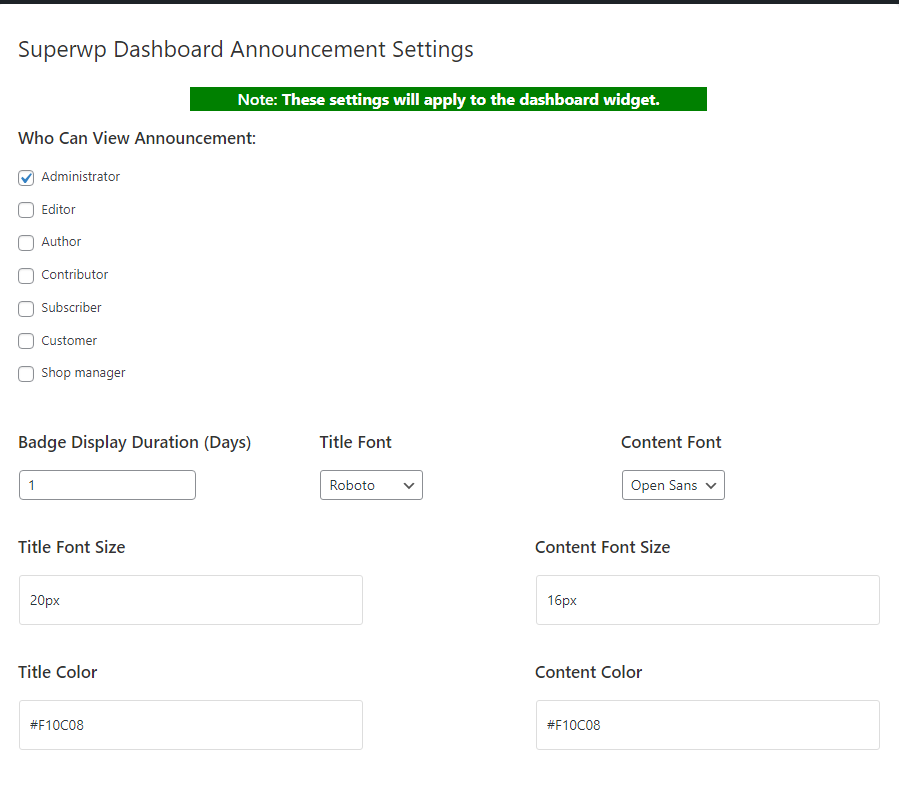 Superwp Dashboard Announcement Settings
Note: These settings will apply to the dashboard widget.
Who Can View Announcement:
Administrator
Editor
Author
Contributor
Subscriber
Customer
Shop manager
Badge Display Duration (Days) Title Font Content Font
1 Roboto Open Sans
Title Font Size Content Font Size
20px 16px
Title Color Content Color
#F10C08 #F10C08